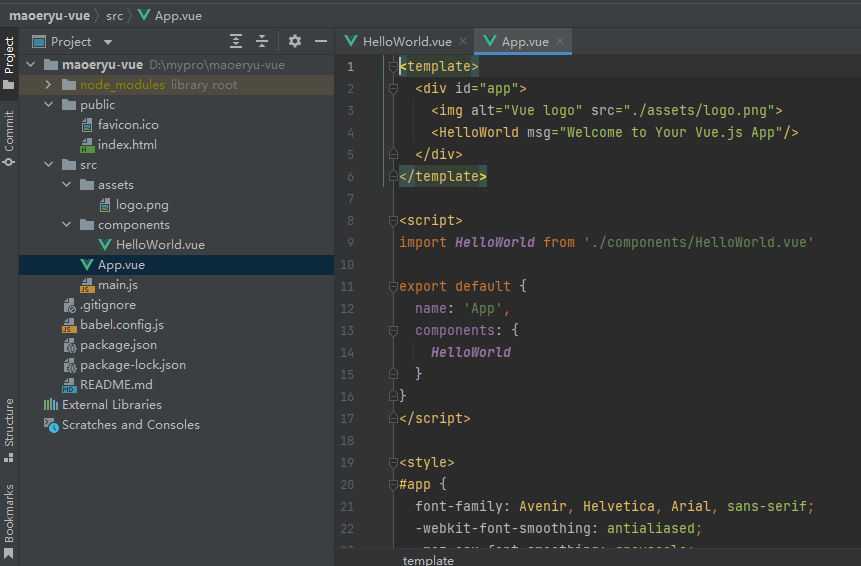 maoeryu-vue src App.vue
Project
Commit
Structure
Bookmarks
Project
maoeryu-vue D:\mypro\maoeryu-vue
node_modules library root
public
favicon.ico
index.html
src
assets
logo.png
components
HelloWorld.vue
App.vue
main.js
.gitignore
babel.config.js
package.json
package-lock.json
README.md
External Libraries
Scratches and Consoles
HelloWorld.vue App.vue
1 <template>
2 <div id="app">
3 <img alt="Vue logo" src="./assets/logo.png">
4 <HelloWorld msg="Welcome to Your Vue.js App"/>
5 </div>
6 </template>
7
8 <script>
9 import HelloWorld from './components/HelloWorld.vue'
10
11 export default {
12 name: 'App',
13 components: {
14 HelloWorld
15 }
16 }
17 </script>
18
19 <style>
20 #app {
21 font-family: Avenir, Helvetica, Arial, sans-serif;
22 -webkit-font-smoothing: antialiased;
template